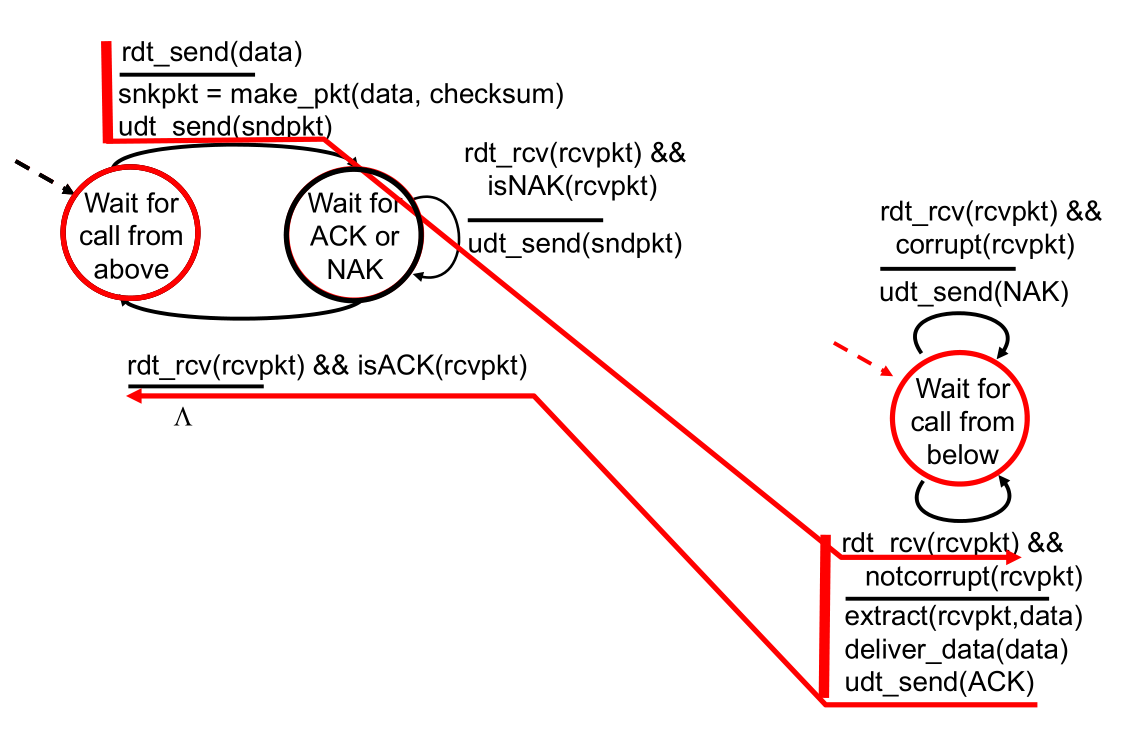 rdt_send(data)
snkpkt = make_pkt(data, checksum)
udt_send(sndpkt)
rdt_rcv(rcvpkt) &&
isNAK(rcvpkt)
udt_send(sndpkt)
Wait for
call from
above
Wait for
ACK or
NAK
rdt_rcv(rcvpkt) && isACK(rcvpkt)
Λ
rdt_rcv(rcvpkt) &&
corrupt(rcvpkt)
udt_send(NAK)
Wait for
call from
below
rdt_rcv(rcvpkt) &&
notcorrupt(rcvpkt)
extract(rcvpkt,data)
deliver_data(data)
udt_send(ACK)